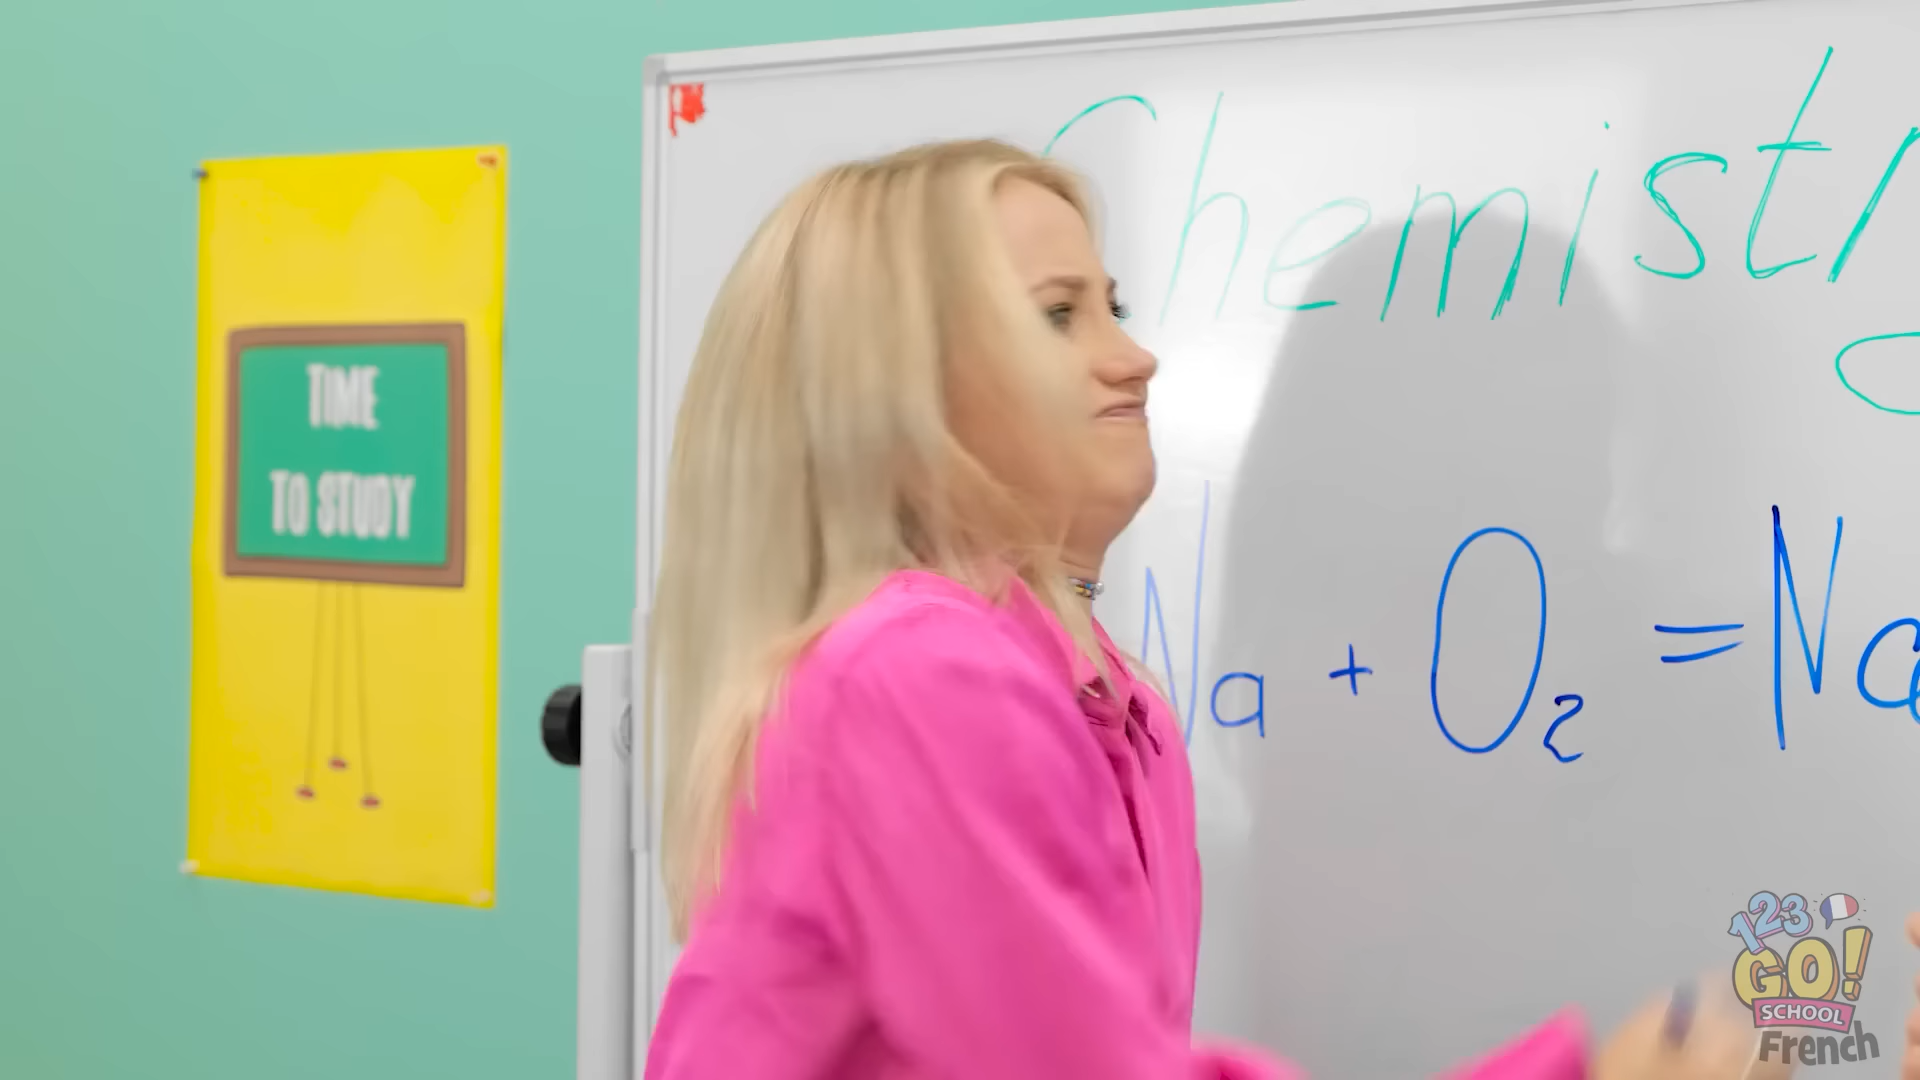 Chemistr
TIME
TO STUDY
Na + O₂ = Na
123
GO!
SCHOOL
French